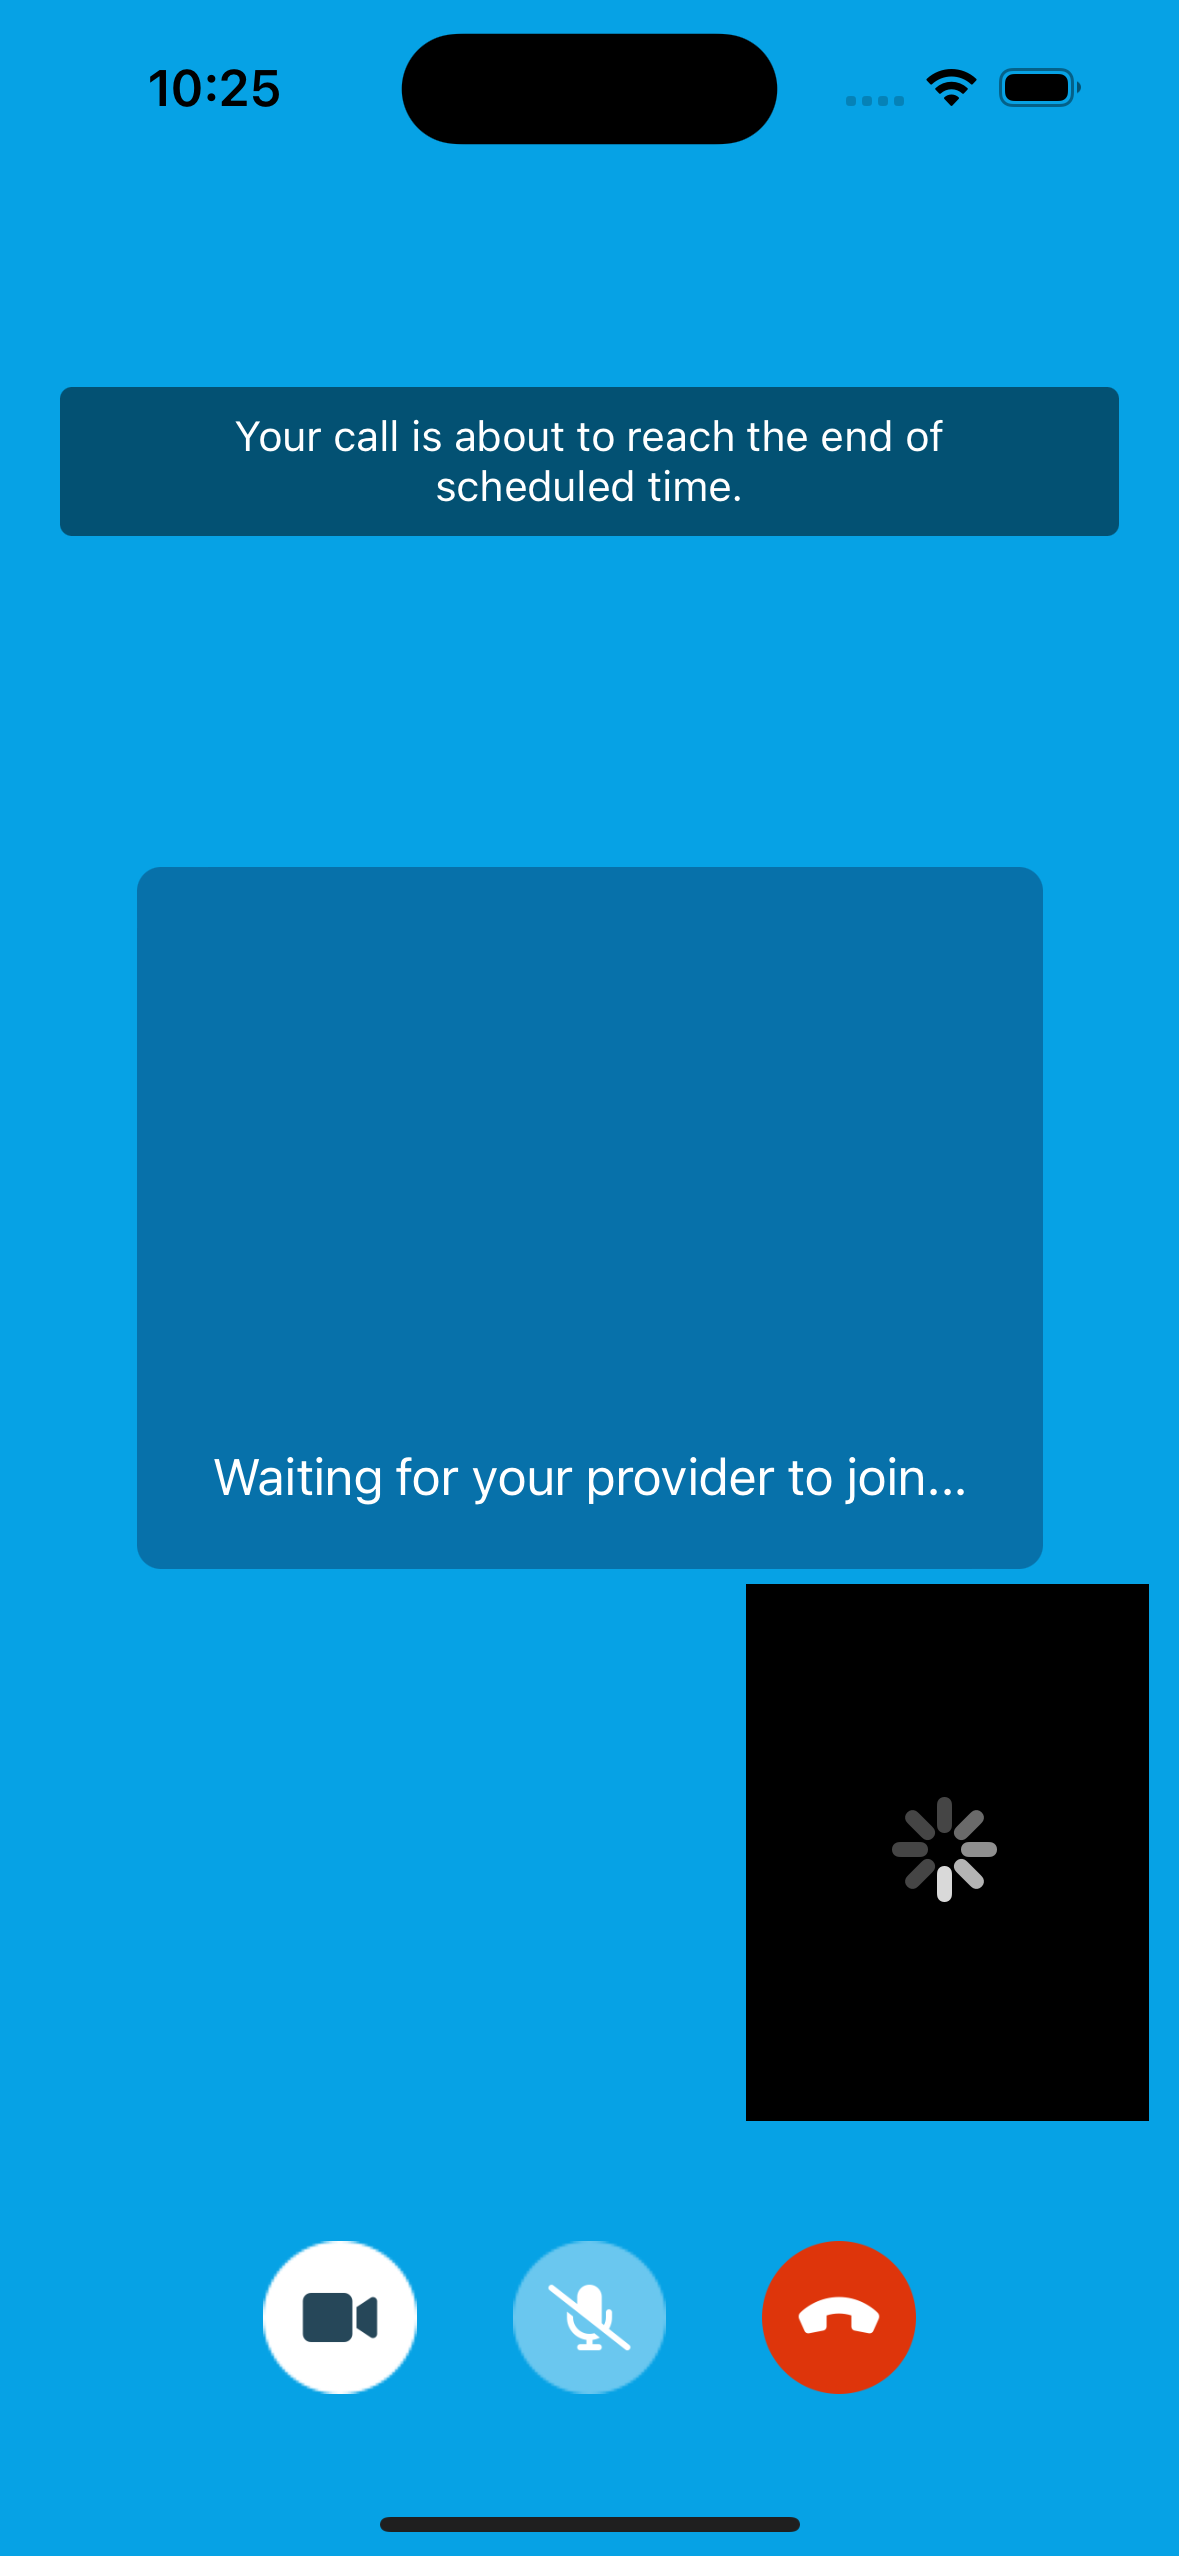 10:25
Your call is about to reach the end of
scheduled time.
Waiting for your provider to join...